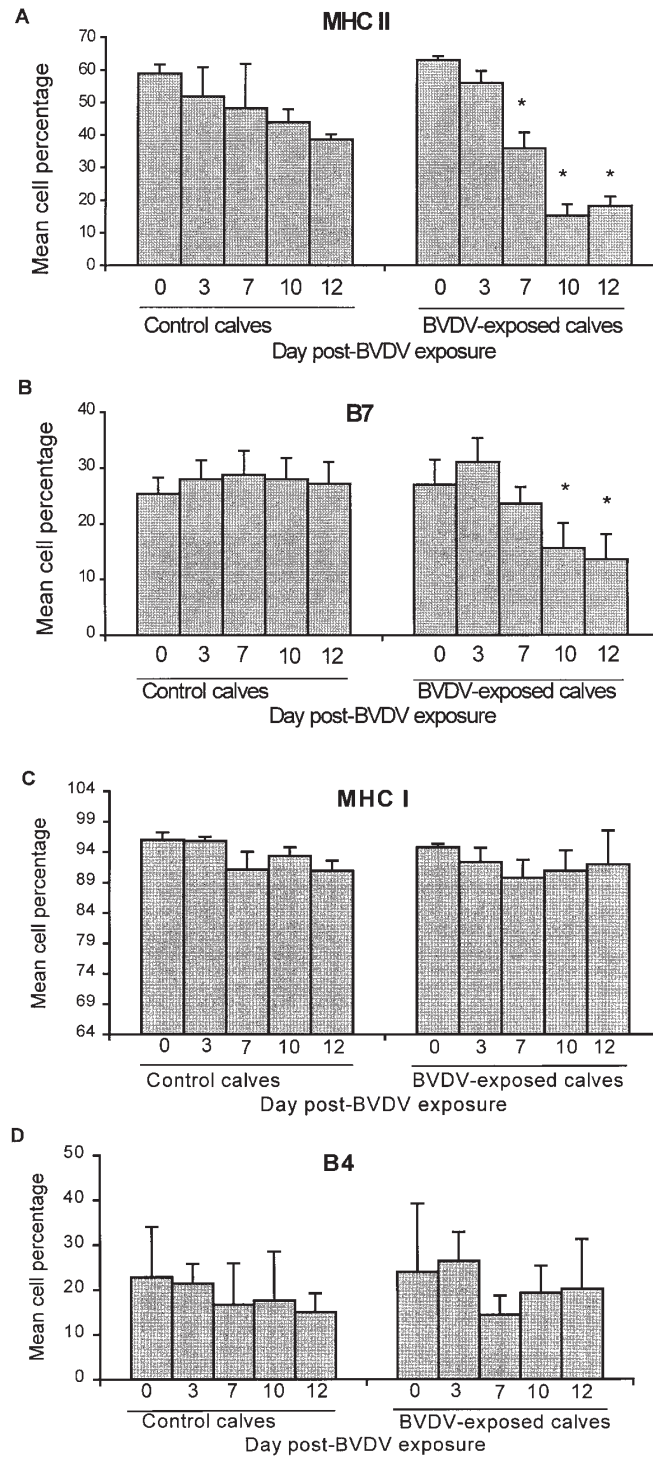 A
MHC II
Mean cell percentage
70
60
50
40
30
20
10
0
* * *
0 3 7 10 12 0 3 7 10 12
Control calves BVDV-exposed calves
Day post-BVDV exposure
B
B7
Mean cell percentage
40
30
20
10
0
* *
0 3 7 10 12 0 3 7 10 12
Control calves BVDV-exposed calves
Day post-BVDV exposure
C
MHC I
Mean cell percentage
104
99
94
89
84
79
74
69
64
0 3 7 10 12 0 3 7 10 12
Control calves BVDV-exposed calves
Day post-BVDV exposure
D
B4
Mean cell percentage
50
40
30
20
10
0
0 3 7 10 12 0 3 7 10 12
Control calves BVDV-exposed calves
Day post-BVDV exposure